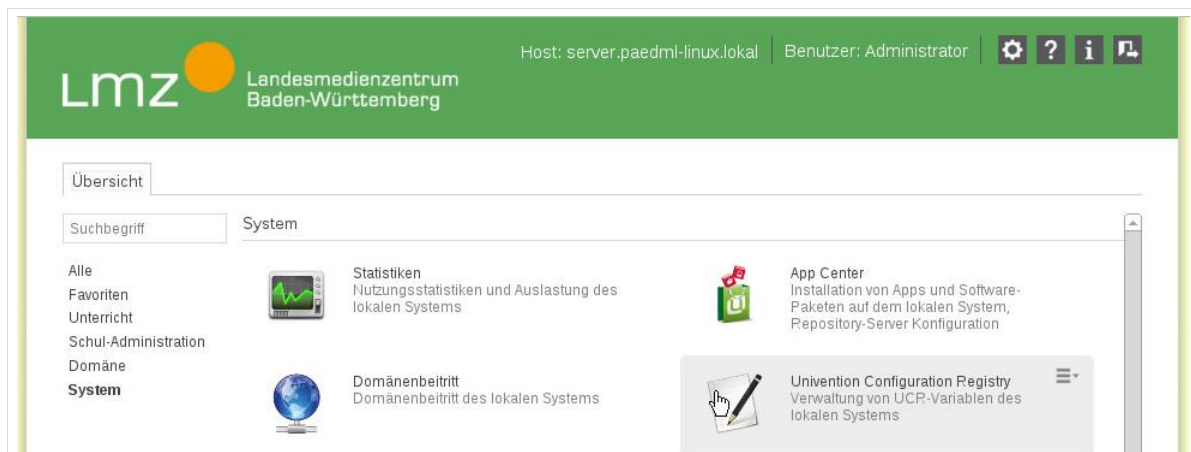 Host: server.paedml-linux.lokal
Benutzer: Administrator
Lmz
Landesmedienzentrum
Baden-Württemberg
Übersicht
Suchbegriff
Alle
Favoriten
Unterricht
Schul-Administration
Domäne
System
System
Statistiken
Nutzungsstatistiken und Auslastung des
lokalen Systems
App Center
Installation von Apps und Software-
Paketen auf dem lokalen System,
Repository-Server Konfiguration
Domänenbeitritt
Domänenbeitritt des lokalen Systems
Univention Configuration Registry
Verwaltung von UCR-Variablen des
lokalen Systems